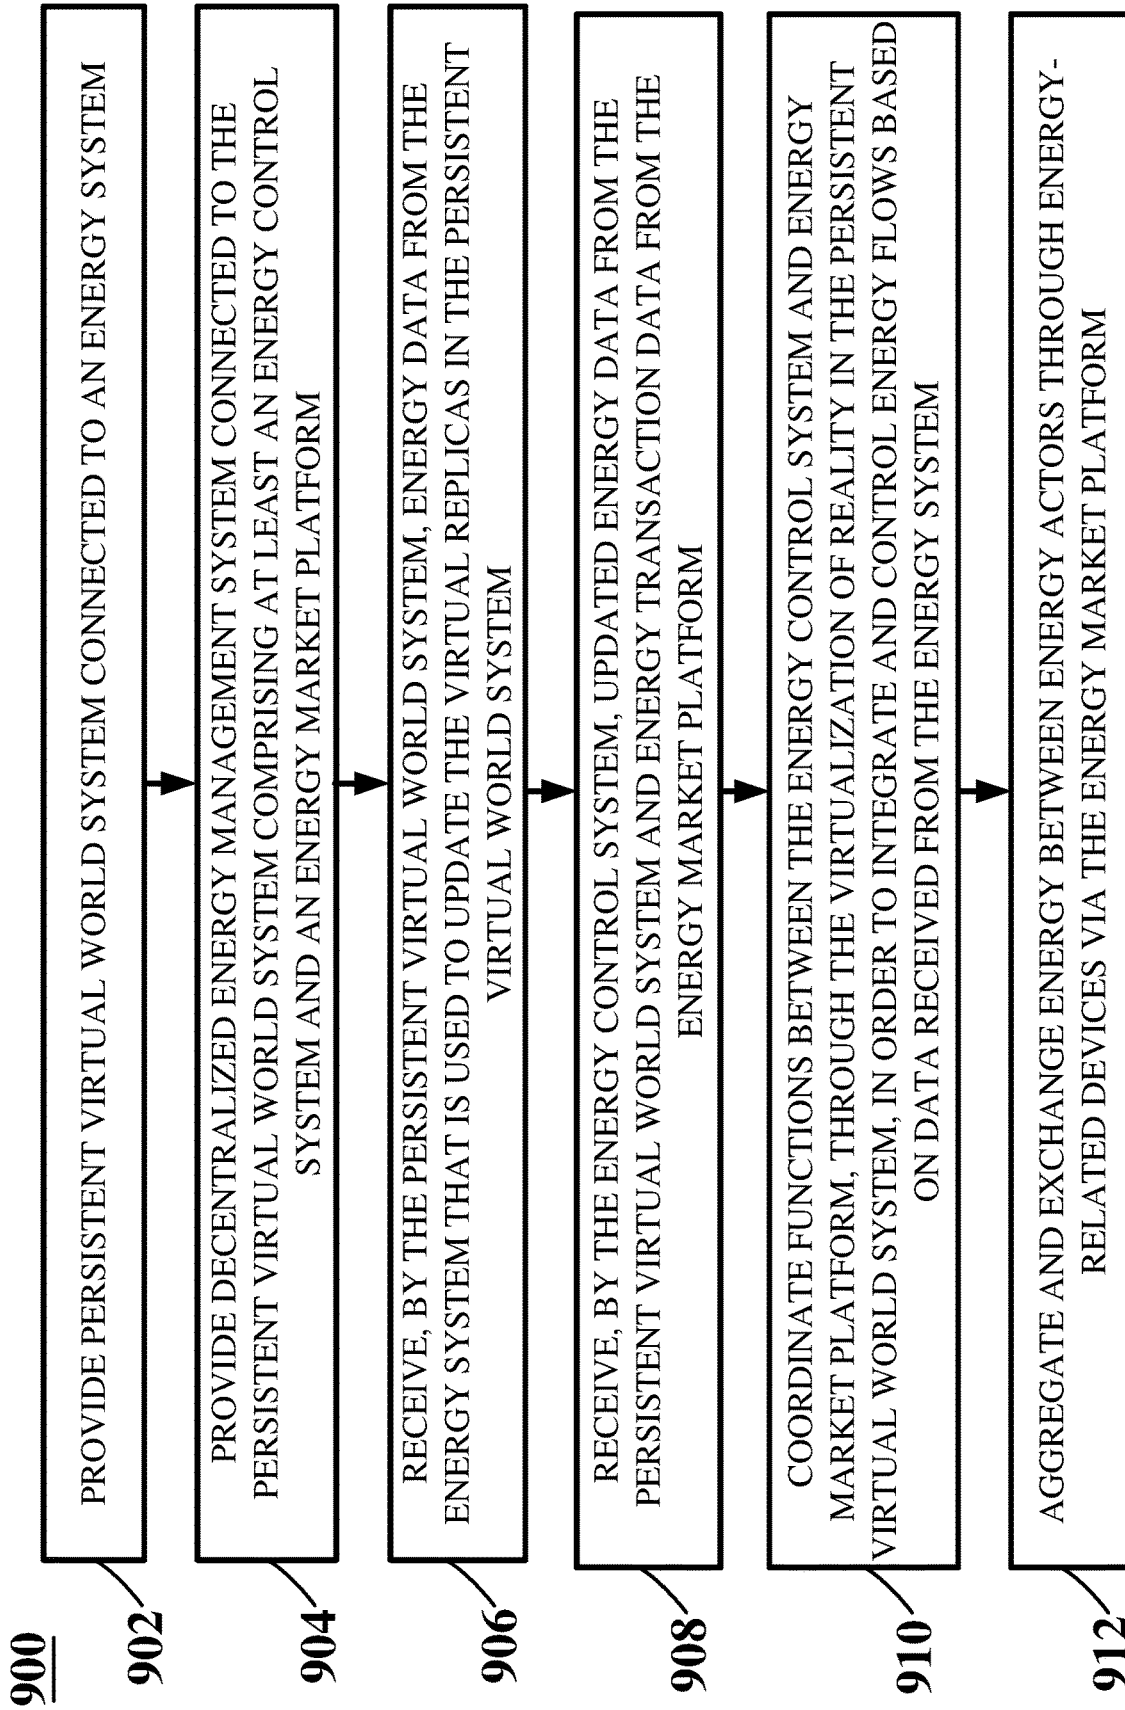 900
902
PROVIDE PERSISTENT VIRTUAL WORLD SYSTEM CONNECTED TO AN ENERGY SYSTEM
904
PROVIDE DECENTRALIZED ENERGY MANAGEMENT SYSTEM CONNECTED TO THE
PERSISTENT VIRTUAL WORLD SYSTEM COMPRISING AT LEAST AN ENERGY CONTROL
SYSTEM AND AN ENERGY MARKET PLATFORM
906
RECEIVE, BY THE PERSISTENT VIRTUAL WORLD SYSTEM, ENERGY DATA FROM THE
ENERGY SYSTEM THAT IS USED TO UPDATE THE VIRTUAL REPLICAS IN THE PERSISTENT
VIRTUAL WORLD SYSTEM
908
RECEIVE, BY THE ENERGY CONTROL SYSTEM, UPDATED ENERGY DATA FROM THE
PERSISTENT VIRTUAL WORLD SYSTEM AND ENERGY TRANSACTION DATA FROM THE
ENERGY MARKET PLATFORM
910
COORDINATE FUNCTIONS BETWEEN THE ENERGY CONTROL SYSTEM AND ENERGY
MARKET PLATFORM, THROUGH THE VIRTUALIZATION OF REALITY IN THE PERSISTENT
VIRTUAL WORLD SYSTEM, IN ORDER TO INTEGRATE AND CONTROL ENERGY FLOWS BASED
ON DATA RECEIVED FROM THE ENERGY SYSTEM
912
AGGREGATE AND EXCHANGE ENERGY BETWEEN ENERGY ACTORS THROUGH ENERGY-
RELATED DEVICES VIA THE ENERGY MARKET PLATFORM